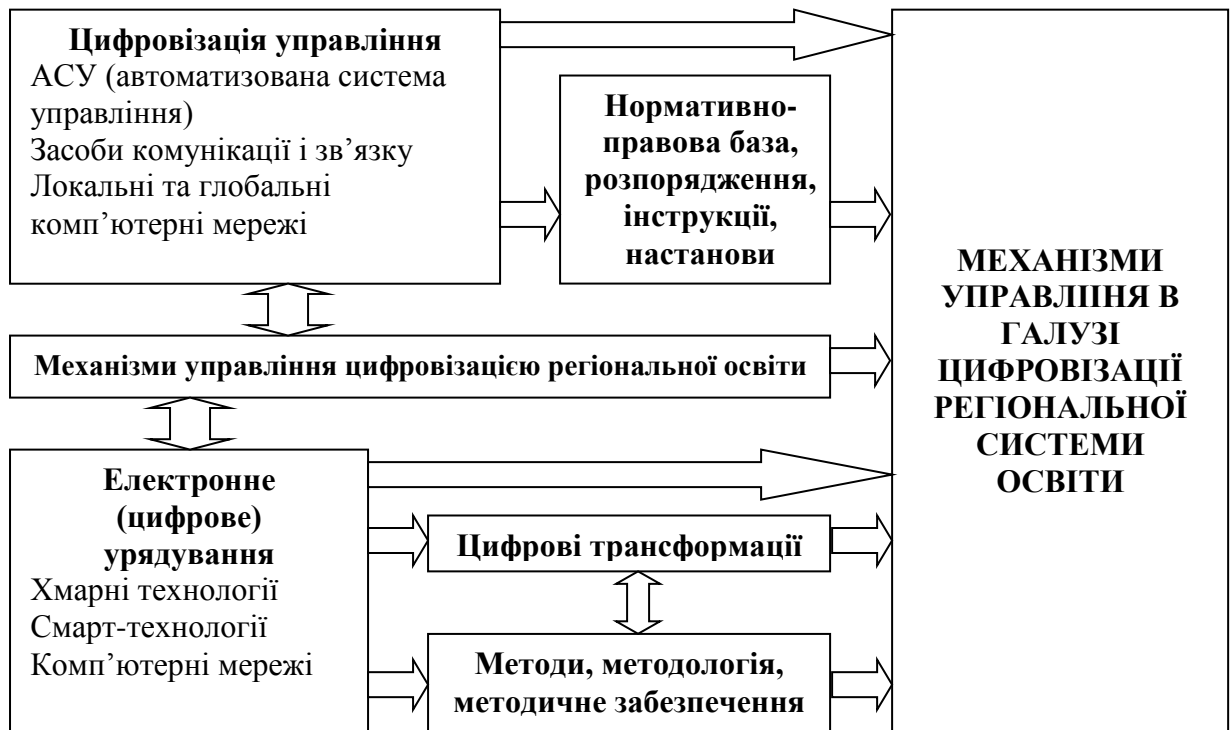 Цифровізація управління
АСУ (автоматизована система
управління)
Засоби комунікації і зв’язку
Локальні та глобальні
комп’ютерні мережі
Нормативно-
правова база,
розпорядження,
інструкції,
настанови
Механізми управління цифровізацією регіональної освіти
Електронне
(цифрове)
урядування
Хмарні технології
Смарт-технології
Комп’ютерні мережі
Цифрові трансформації
Методи, методологія,
методичне забезпечення
МЕХАНІЗМИ
УПРАВЛІІНЯ В
ГАЛУЗІ
ЦИФРОВІЗАЦІЇ
РЕГІОНАЛЬНОЇ
СИСТЕМИ
ОСВІТИ